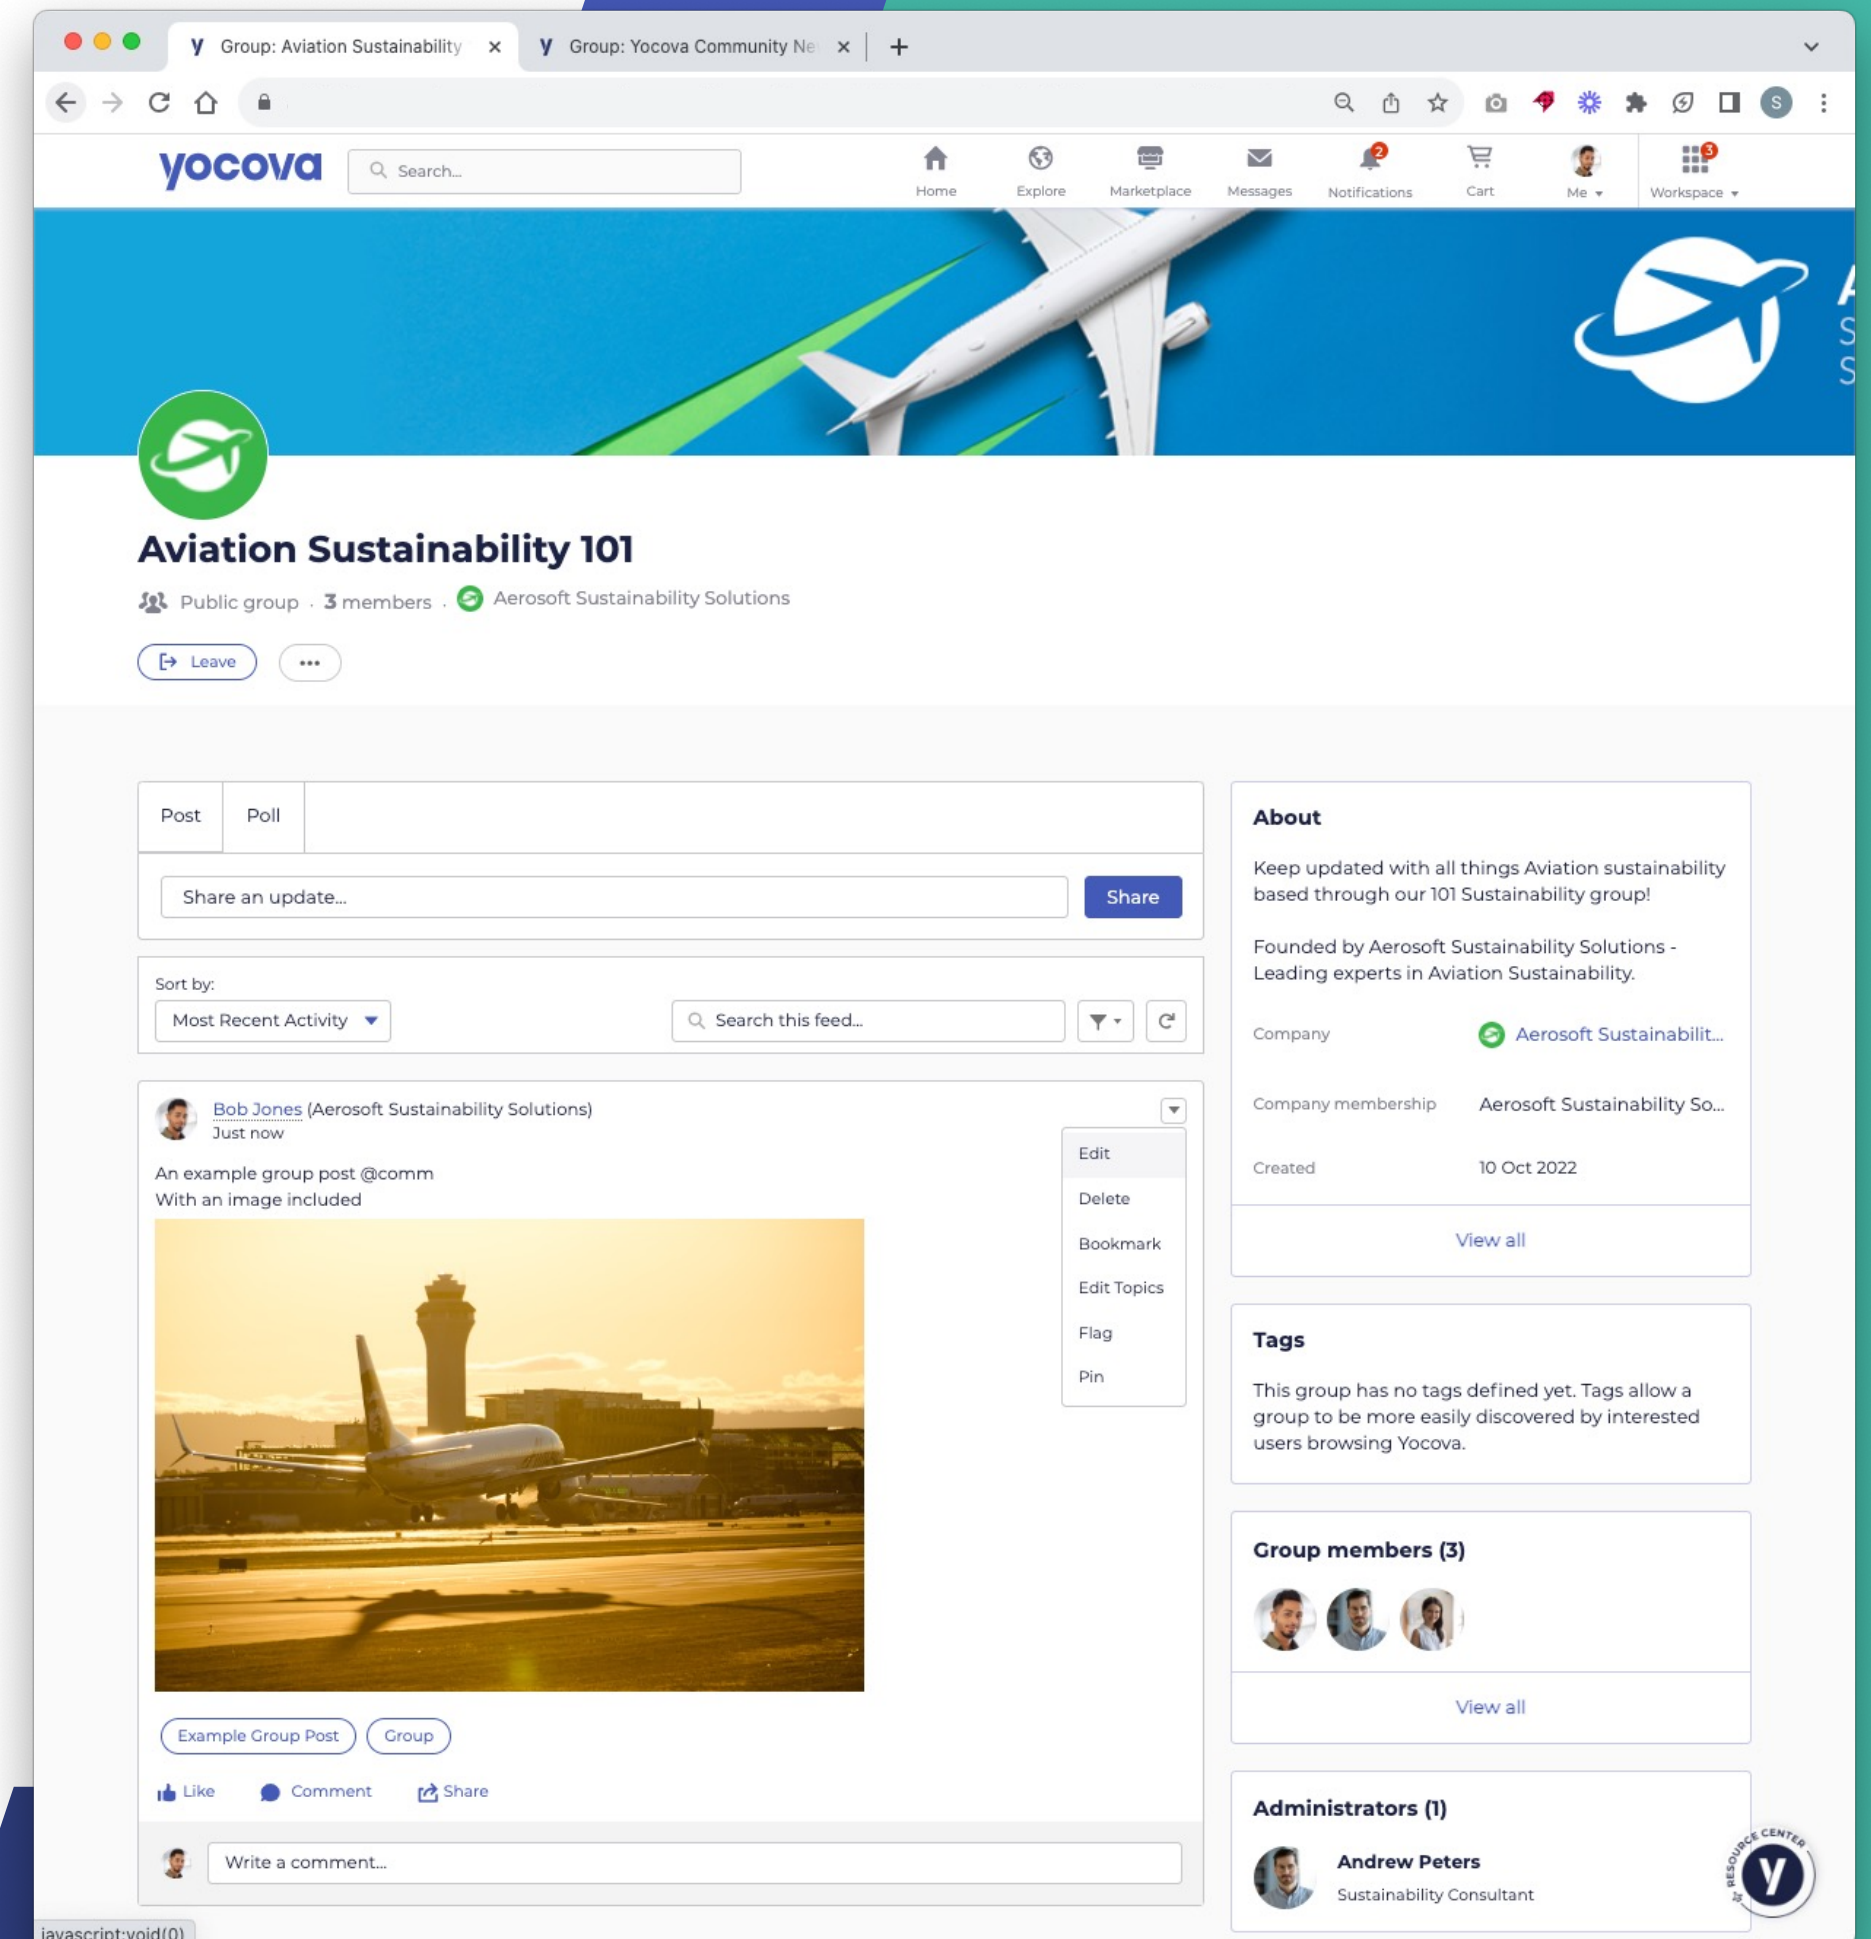 Group: Aviation Sustainability
Group: Yocova Community Ne
S
yocova
Search...
Home
Explore
Marketplace
Messages
2
Notifications
Cart
Me
3
Workspace
Aviation Sustainability 101
Public group . 3 members . Aerosoft Sustainability Solutions
Leave
Post
Poll
Share an update...
Share
Sort by:
Most Recent Activity
Search this feed...
Bob Jones (Aerosoft Sustainability Solutions)
Just now
An example group post @comm
With an image included
Edit
Delete
Bookmark
Edit Topics
Flag
Pin
Example Group Post
Group
Like
Comment
Share
Write a comment...
About
Keep updated with all things Aviation sustainability
based through our 101 Sustainability group!
Founded by Aerosoft Sustainability Solutions -
Leading experts in Aviation Sustainability.
Company
Aerosoft Sustainabilit...
Company membership
Aerosoft Sustainability So...
Created
10 Oct 2022
View all
Tags
This group has no tags defined yet. Tags allow a
group to be more easily discovered by interested
users browsing Yocova.
Group members (3)
View all
Administrators (1)
Andrew Peters
Sustainability Consultant
RESOURCE CENTER
y
javascript:void(0)